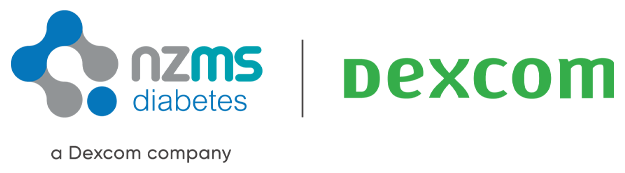 nzms
diabetes
a Dexcom company
Dexcom